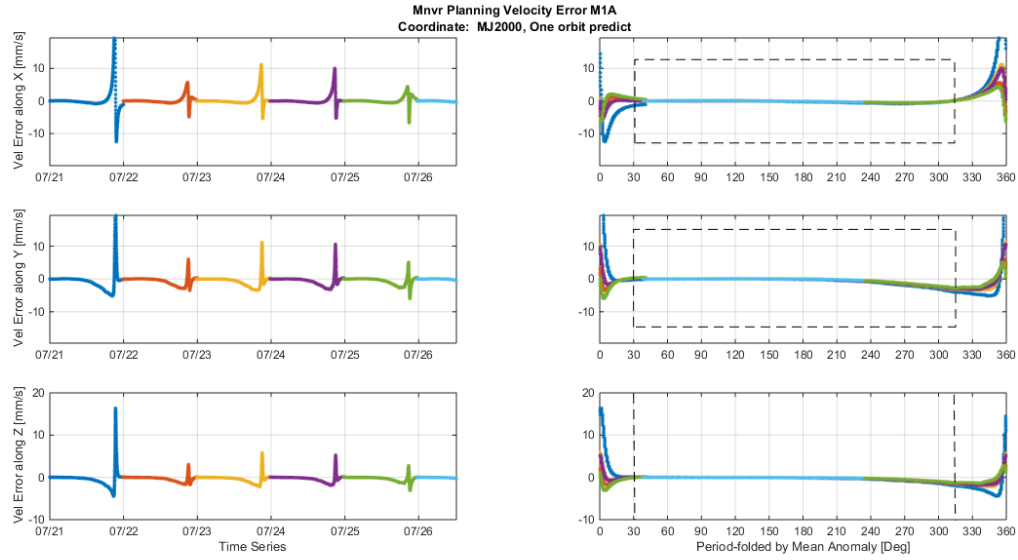 Mnvr Planning Velocity Error M1A
Coordinate:  MJ2000, One orbit predict
Vel Error along X [mm/s]
10
0
-10
07/21 07/22 07/23 07/24 07/25 07/26
10
0
-10
0 30 60 90 120 150 180 210 240 270 300 330 360
Vel Error along Y [mm/s]
10
0
-10
07/21 07/22 07/23 07/24 07/25 07/26
10
0
-10
0 30 60 90 120 150 180 210 240 270 300 330 360
Vel Error along Z [mm/s]
20
10
0
-10
07/21 07/22 07/23 07/24 07/25 07/26
Time Series
20
10
0
-10
0 30 60 90 120 150 180 210 240 270 300 330 360
Period-folded by Mean Anomaly [Deg]